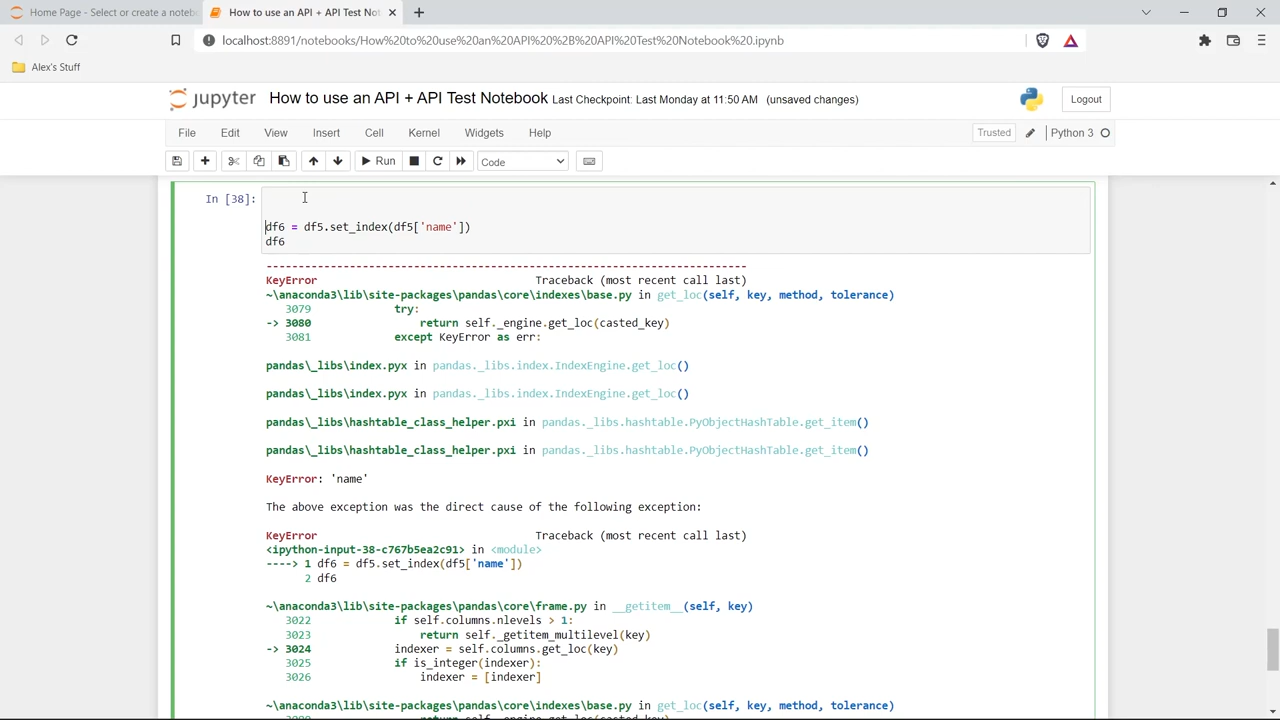 Home Page - Select or create a noteb
How to use an API + API Test Not
localhost:8891/notebooks/How%20to%20use%20an%20API%20%2B%20API%20Test%20Notebook%20.ipynb
Alex's Stuff
jupyter How to use an API + API Test Notebook Last Checkpoint: Last Monday at 11:50 AM (unsaved changes)
Logout
File Edit View Insert Cell Kernel Widgets Help
Trusted
Python 3
Run
Code
In [38]:
df6 = df5.set_index(df5['name'])
df6
---------------------------------------------------------------------------
KeyError Traceback (most recent call last)
~\anaconda3\lib\site-packages\pandas\core\indexes\base.py in get_loc(self, key, method, tolerance)
3079 try:
-> 3080 return self._engine.get_loc(casted_key)
3081 except KeyError as err:
pandas\_libs\index.pyx in pandas._libs.index.IndexEngine.get_loc()
pandas\_libs\index.pyx in pandas._libs.index.IndexEngine.get_loc()
pandas\_libs\hashtable_class_helper.pxi in pandas._libs.hashtable.PyObjectHashTable.get_item()
pandas\_libs\hashtable_class_helper.pxi in pandas._libs.hashtable.PyObjectHashTable.get_item()
KeyError: 'name'
The above exception was the direct cause of the following exception:
KeyError Traceback (most recent call last)
<ipython-input-38-c767b5ea2c91> in <module>
----> 1 df6 = df5.set_index(df5['name'])
2 df6
~\anaconda3\lib\site-packages\pandas\core\frame.py in __getitem__(self, key)
3022 if self.columns.nlevels > 1:
3023 return self._getitem_multilevel(key)
-> 3024 indexer = self.columns.get_loc(key)
3025 if is_integer(indexer):
3026 indexer = [indexer]
~\anaconda3\lib\site-packages\pandas\core\indexes\base.py in get_loc(self, key, method, tolerance)